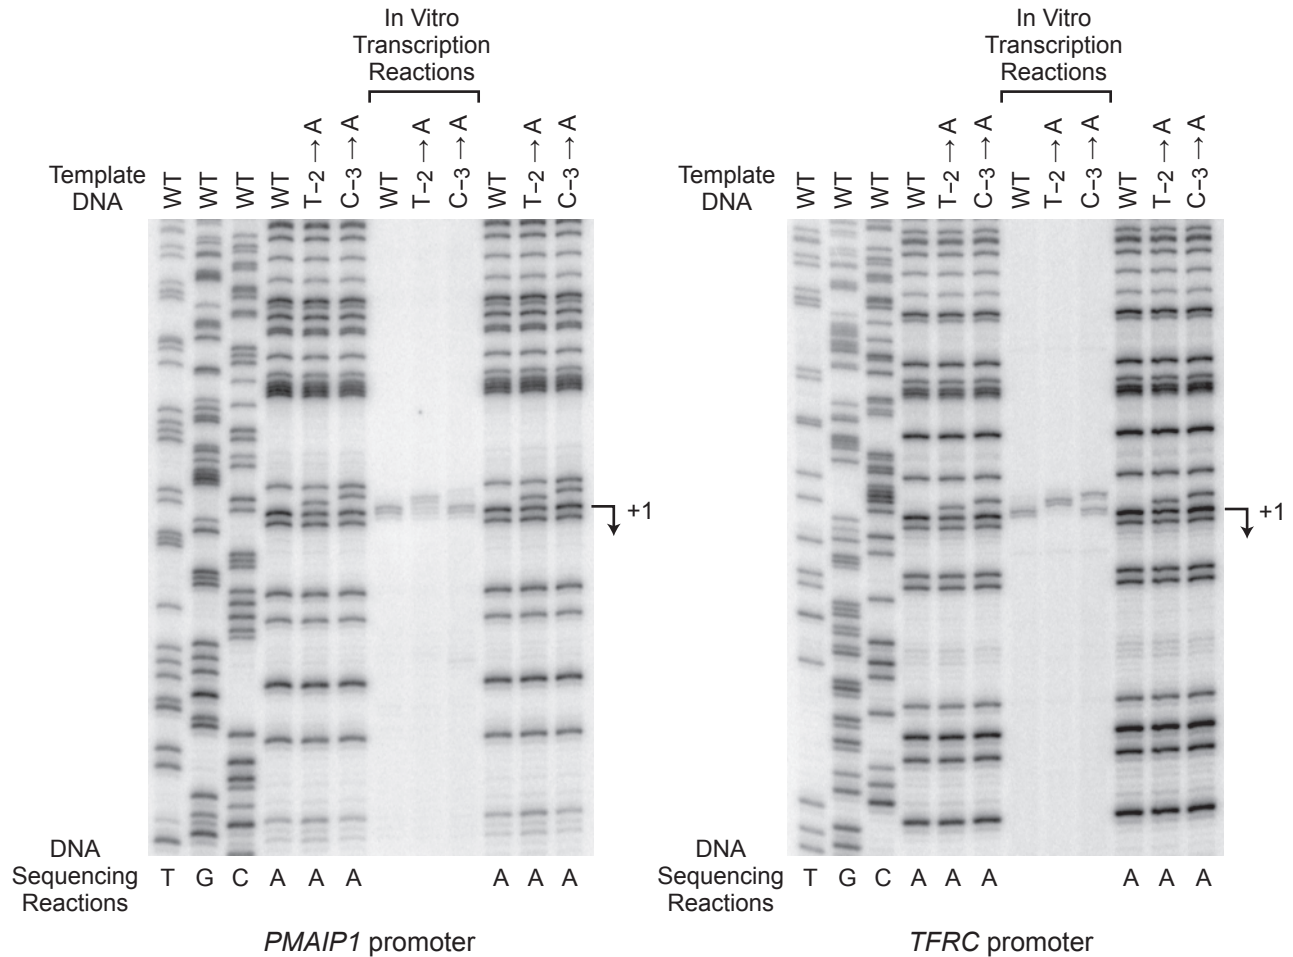 In Vitro
Transcription
Reactions
In Vitro
Transcription
Reactions
Template
DNA
WT
WT
WT
WT
T–2 → A
C–3 → A
WT
T–2 → A
C–3 → A
WT
T–2 → A
C–3 → A
Template
DNA
WT
WT
WT
WT
T–2 → A
C–3 → A
WT
T–2 → A
C–3 → A
WT
T–2 → A
C–3 → A
+1
+1
DNA
Sequencing
Reactions
T G C A A A A A A
DNA
Sequencing
Reactions
T G C A A A A A A
PMAIP1 promoter
TFRC promoter